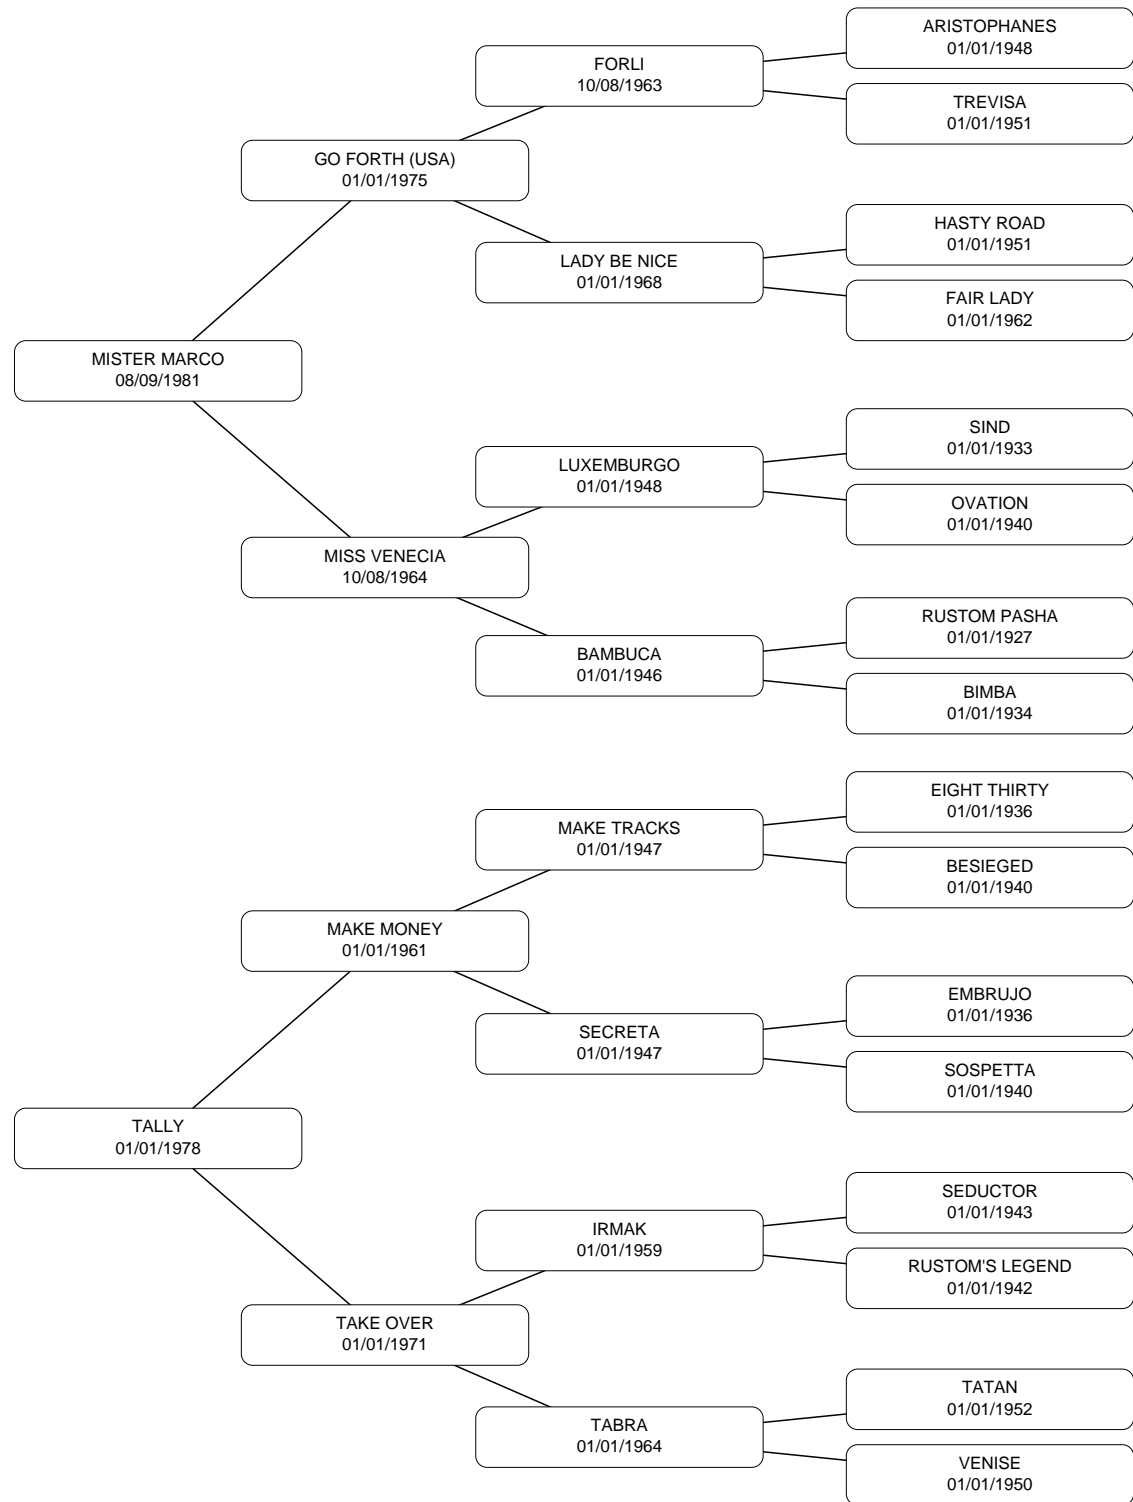 ARISTOPHANES
01/01/1948
FORLI
10/08/1963
TREVISA
01/01/1951
GO FORTH (USA)
01/01/1975
HASTY ROAD
01/01/1951
LADY BE NICE
01/01/1968
FAIR LADY
01/01/1962
MISTER MARCO
08/09/1981
SIND
01/01/1933
LUXEMBURGO
01/01/1948
OVATION
01/01/1940
MISS VENECIA
10/08/1964
RUSTOM PASHA
01/01/1927
BAMBUCA
01/01/1946
BIMBA
01/01/1934
EIGHT THIRTY
01/01/1936
MAKE TRACKS
01/01/1947
BESIEGED
01/01/1940
MAKE MONEY
01/01/1961
EMBRUJO
01/01/1936
SECRETA
01/01/1947
SOSPETTA
01/01/1940
TALLY
01/01/1978
SEDUCTOR
01/01/1943
IRMAK
01/01/1959
RUSTOM'S LEGEND
01/01/1942
TAKE OVER
01/01/1971
TATAN
01/01/1952
TABRA
01/01/1964
VENISE
01/01/1950